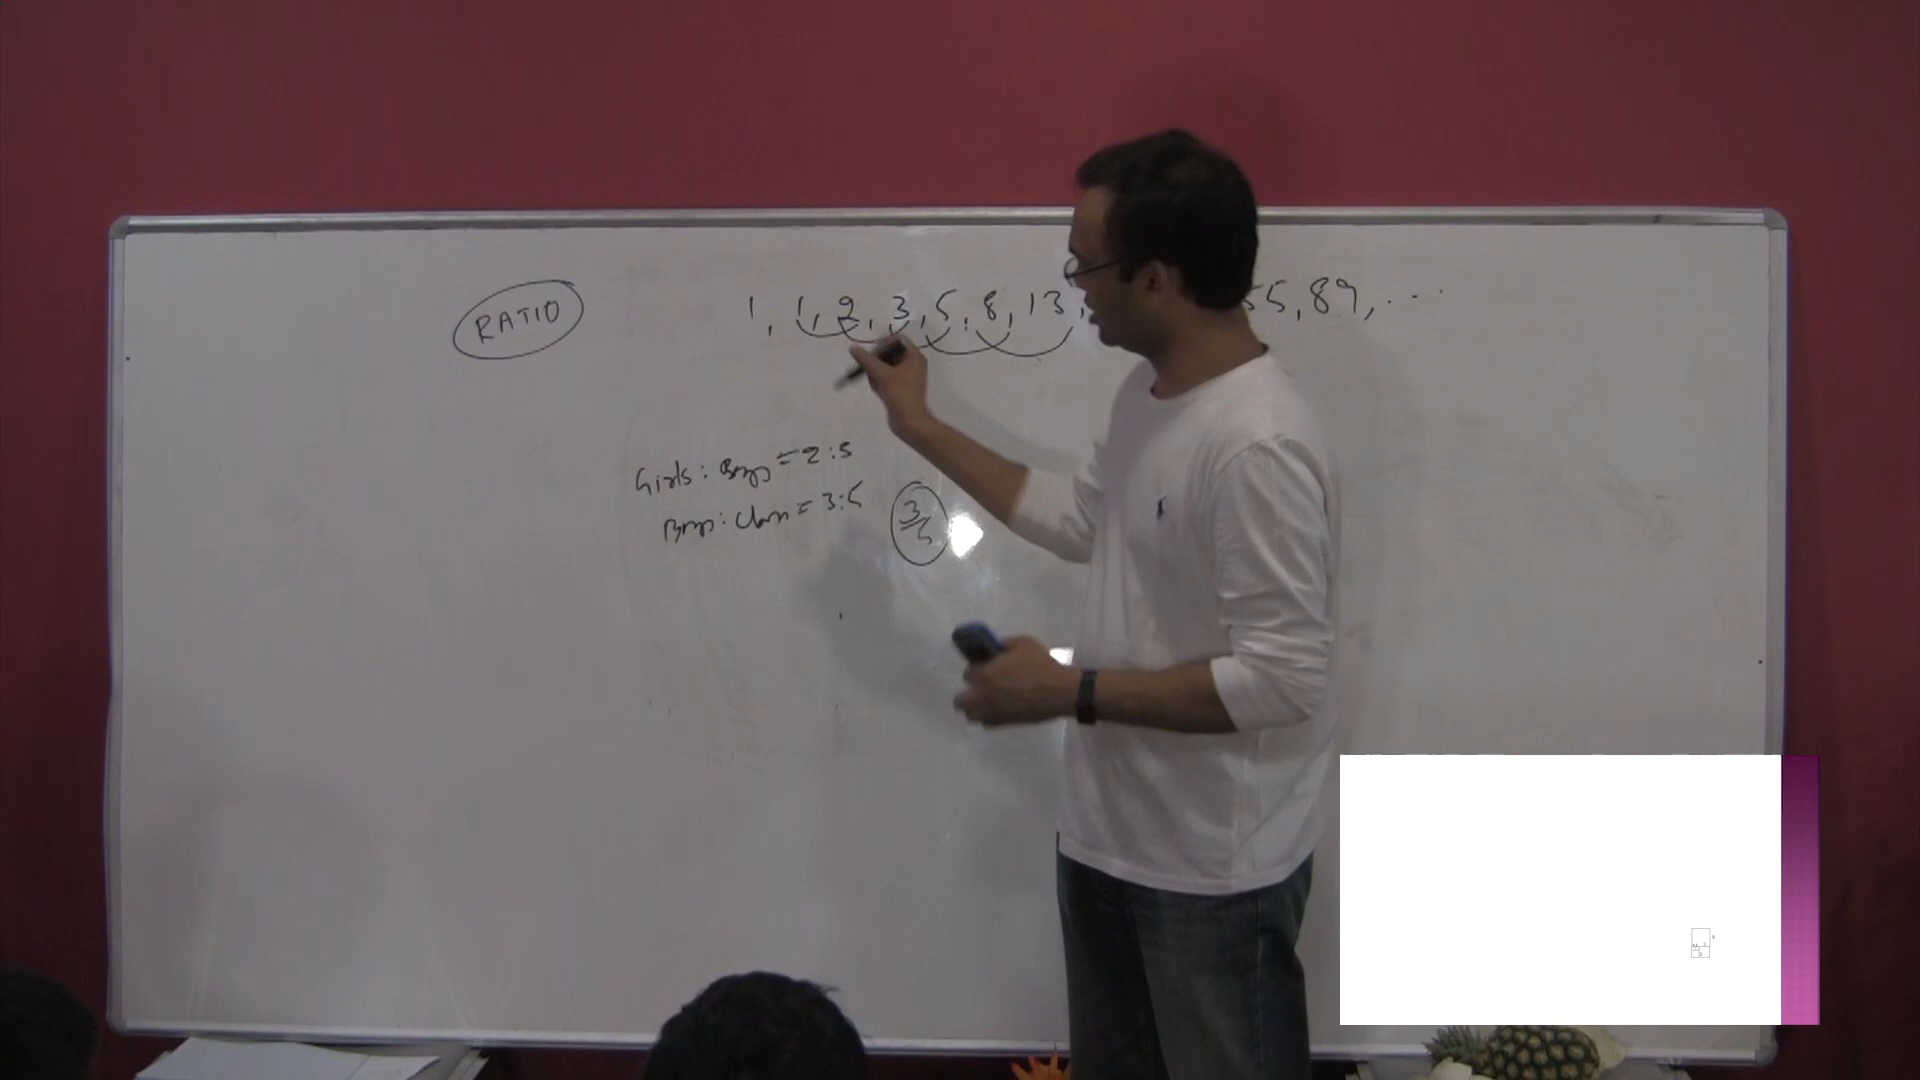 RATIO
1, 1, 2, 3, 5, 8, 13, 55, 89, ...
Girls: Boys = 2:5
Boys: Class = 3:5
3/5